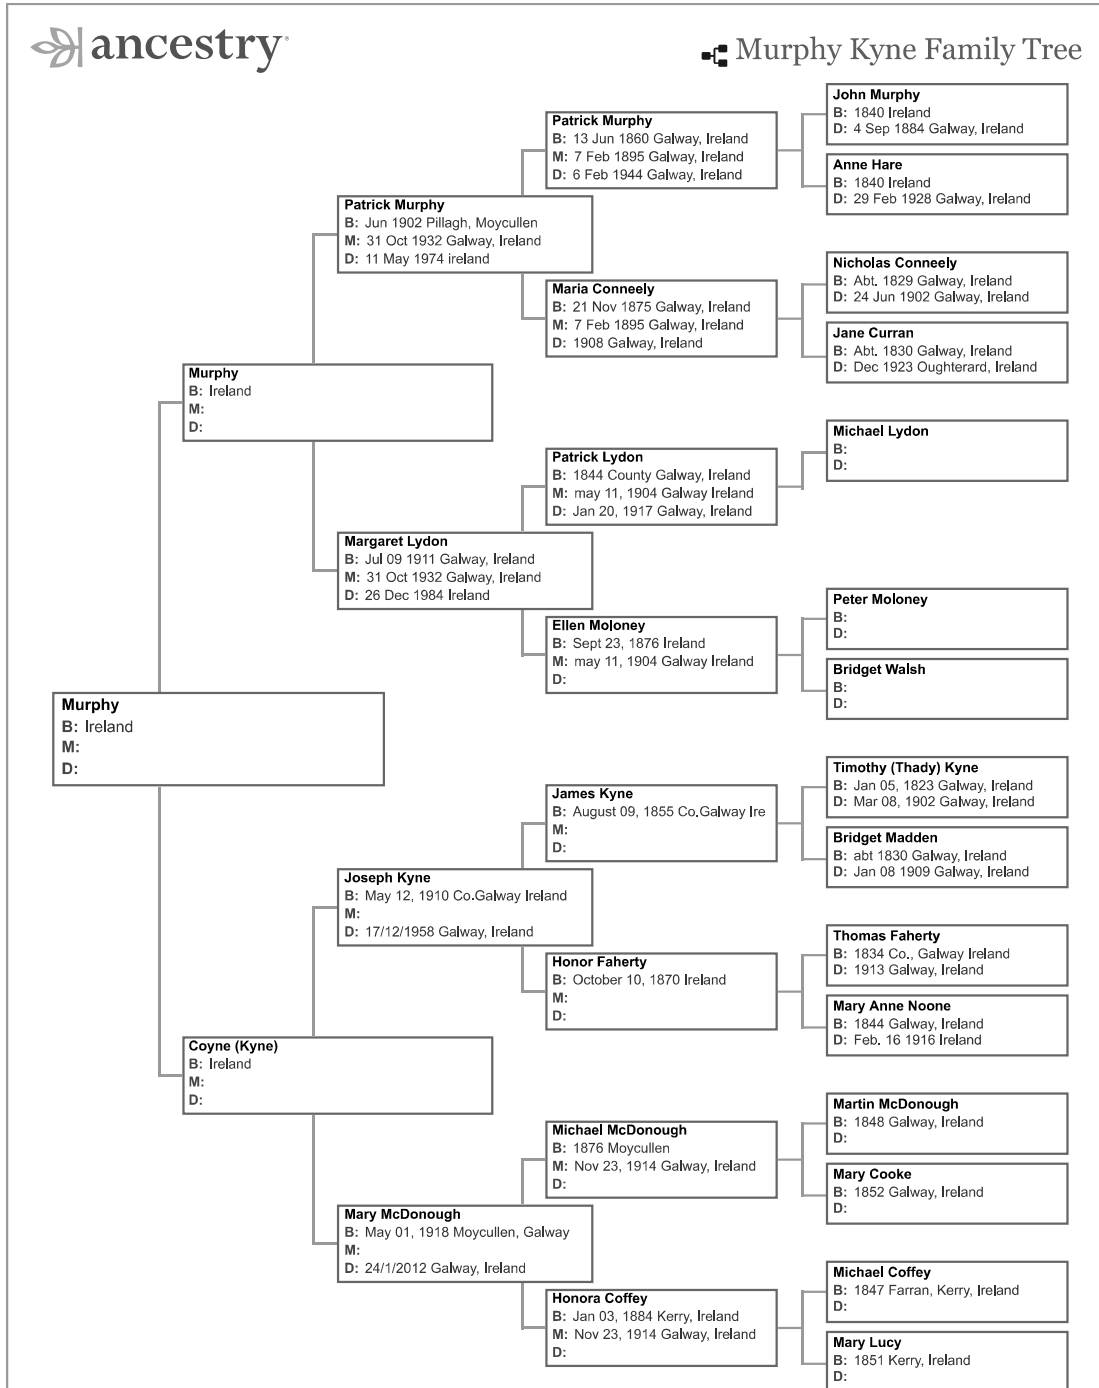 ancestry
Murphy Kyne Family Tree
John Murphy
B: 1840 Ireland
D: 4 Sep 1884 Galway, Ireland
Patrick Murphy
B: 13 Jun 1860 Galway, Ireland
M: 7 Feb 1895 Galway, Ireland
D: 6 Feb 1944 Galway, Ireland
Anne Hare
B: 1840 Ireland
D: 29 Feb 1928 Galway, Ireland
Patrick Murphy
B: Jun 1902 Pillagh, Moycullen
M: 31 Oct 1932 Galway, Ireland
D: 11 May 1974 ireland
Nicholas Conneely
B: Abt. 1829 Galway, Ireland
D: 24 Jun 1902 Galway, Ireland
Maria Conneely
B: 21 Nov 1875 Galway, Ireland
M: 7 Feb 1895 Galway, Ireland
D: 1908 Galway, Ireland
Jane Curran
B: Abt. 1830 Galway, Ireland
D: Dec 1923 Oughterard, Ireland
Murphy
B: Ireland
M:
D:
Michael Lydon
B:
D:
Patrick Lydon
B: 1844 County Galway, Ireland
M: may 11, 1904 Galway Ireland
D: Jan 20, 1917 Galway, Ireland
Margaret Lydon
B: Jul 09 1911 Galway, Ireland
M: 31 Oct 1932 Galway, Ireland
D: 26 Dec 1984 Ireland
Peter Moloney
B:
D:
Ellen Moloney
B: Sept 23, 1876 Ireland
M: may 11, 1904 Galway Ireland
D:
Bridget Walsh
B:
D:
Murphy
B: Ireland
M:
D:
Timothy (Thady) Kyne
B: Jan 05, 1823 Galway, Ireland
D: Mar 08, 1902 Galway, Ireland
James Kyne
B: August 09, 1855 Co.Galway Ire
M:
D:
Bridget Madden
B: abt 1830 Galway, Ireland
D: Jan 08 1909 Galway, Ireland
Joseph Kyne
B: May 12, 1910 Co.Galway Ireland
M:
D: 17/12/1958 Galway, Ireland
Thomas Faherty
B: 1834 Co., Galway Ireland
D: 1913 Galway, Ireland
Honor Faherty
B: October 10, 1870 Ireland
M:
D:
Mary Anne Noone
B: 1844 Galway, Ireland
D: Feb. 16 1916 Ireland
Coyne (Kyne)
B: Ireland
M:
D:
Martin McDonough
B: 1848 Galway, Ireland
D:
Michael McDonough
B: 1876 Moycullen
M: Nov 23, 1914 Galway, Ireland
D:
Mary Cooke
B: 1852 Galway, Ireland
D:
Mary McDonough
B: May 01, 1918 Moycullen, Galway
M:
D: 24/1/2012 Galway, Ireland
Michael Coffey
B: 1847 Farran, Kerry, Ireland
D:
Honora Coffey
B: Jan 03, 1884 Kerry, Ireland
M: Nov 23, 1914 Galway, Ireland
D:
Mary Lucy
B: 1851 Kerry, Ireland
D: